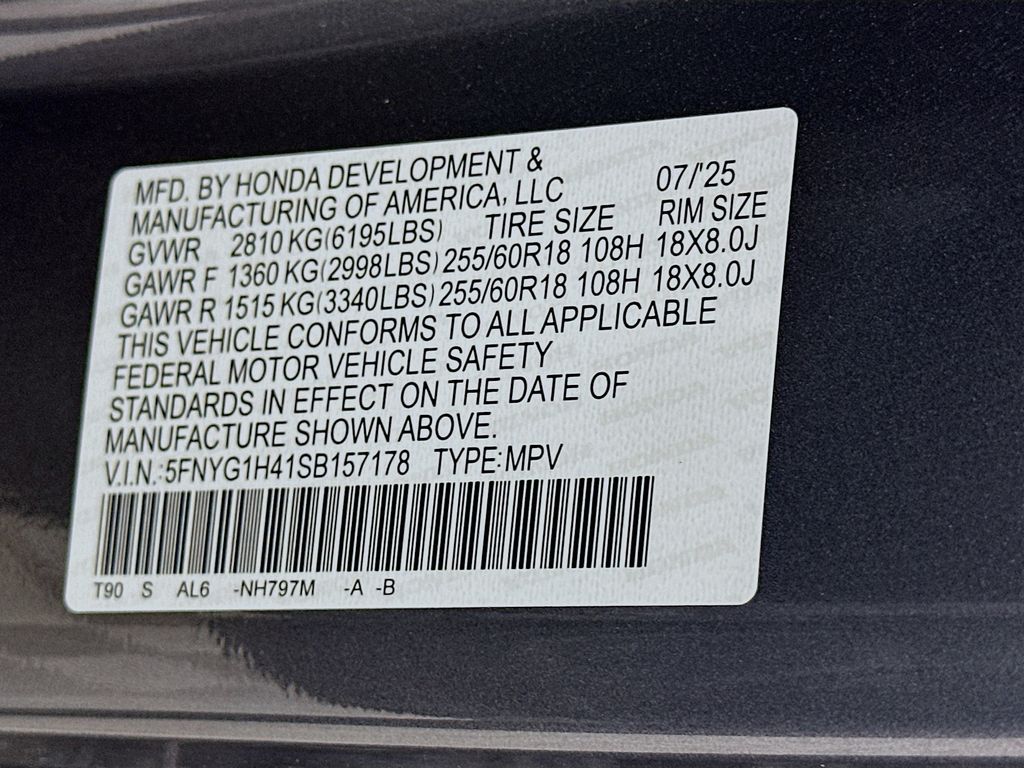 MFD. BY HONDA DEVELOPMENT &
MANUFACTURING OF AMERICA, LLC 07/'25
GVWR 2810 KG(6195LBS) TIRE SIZE RIM SIZE
GAWR F 1360 KG(2998LBS) 255/60R18 108H 18X8.0J
GAWR R 1515 KG(3340LBS) 255/60R18 108H 18X8.0J
THIS VEHICLE CONFORMS TO ALL APPLICABLE
FEDERAL MOTOR VEHICLE SAFETY
STANDARDS IN EFFECT ON THE DATE OF
MANUFACTURE SHOWN ABOVE.
V.I.N.:5FNYG1H41SB157178 TYPE:MPV
T90 S AL6 -NH797M -A -B